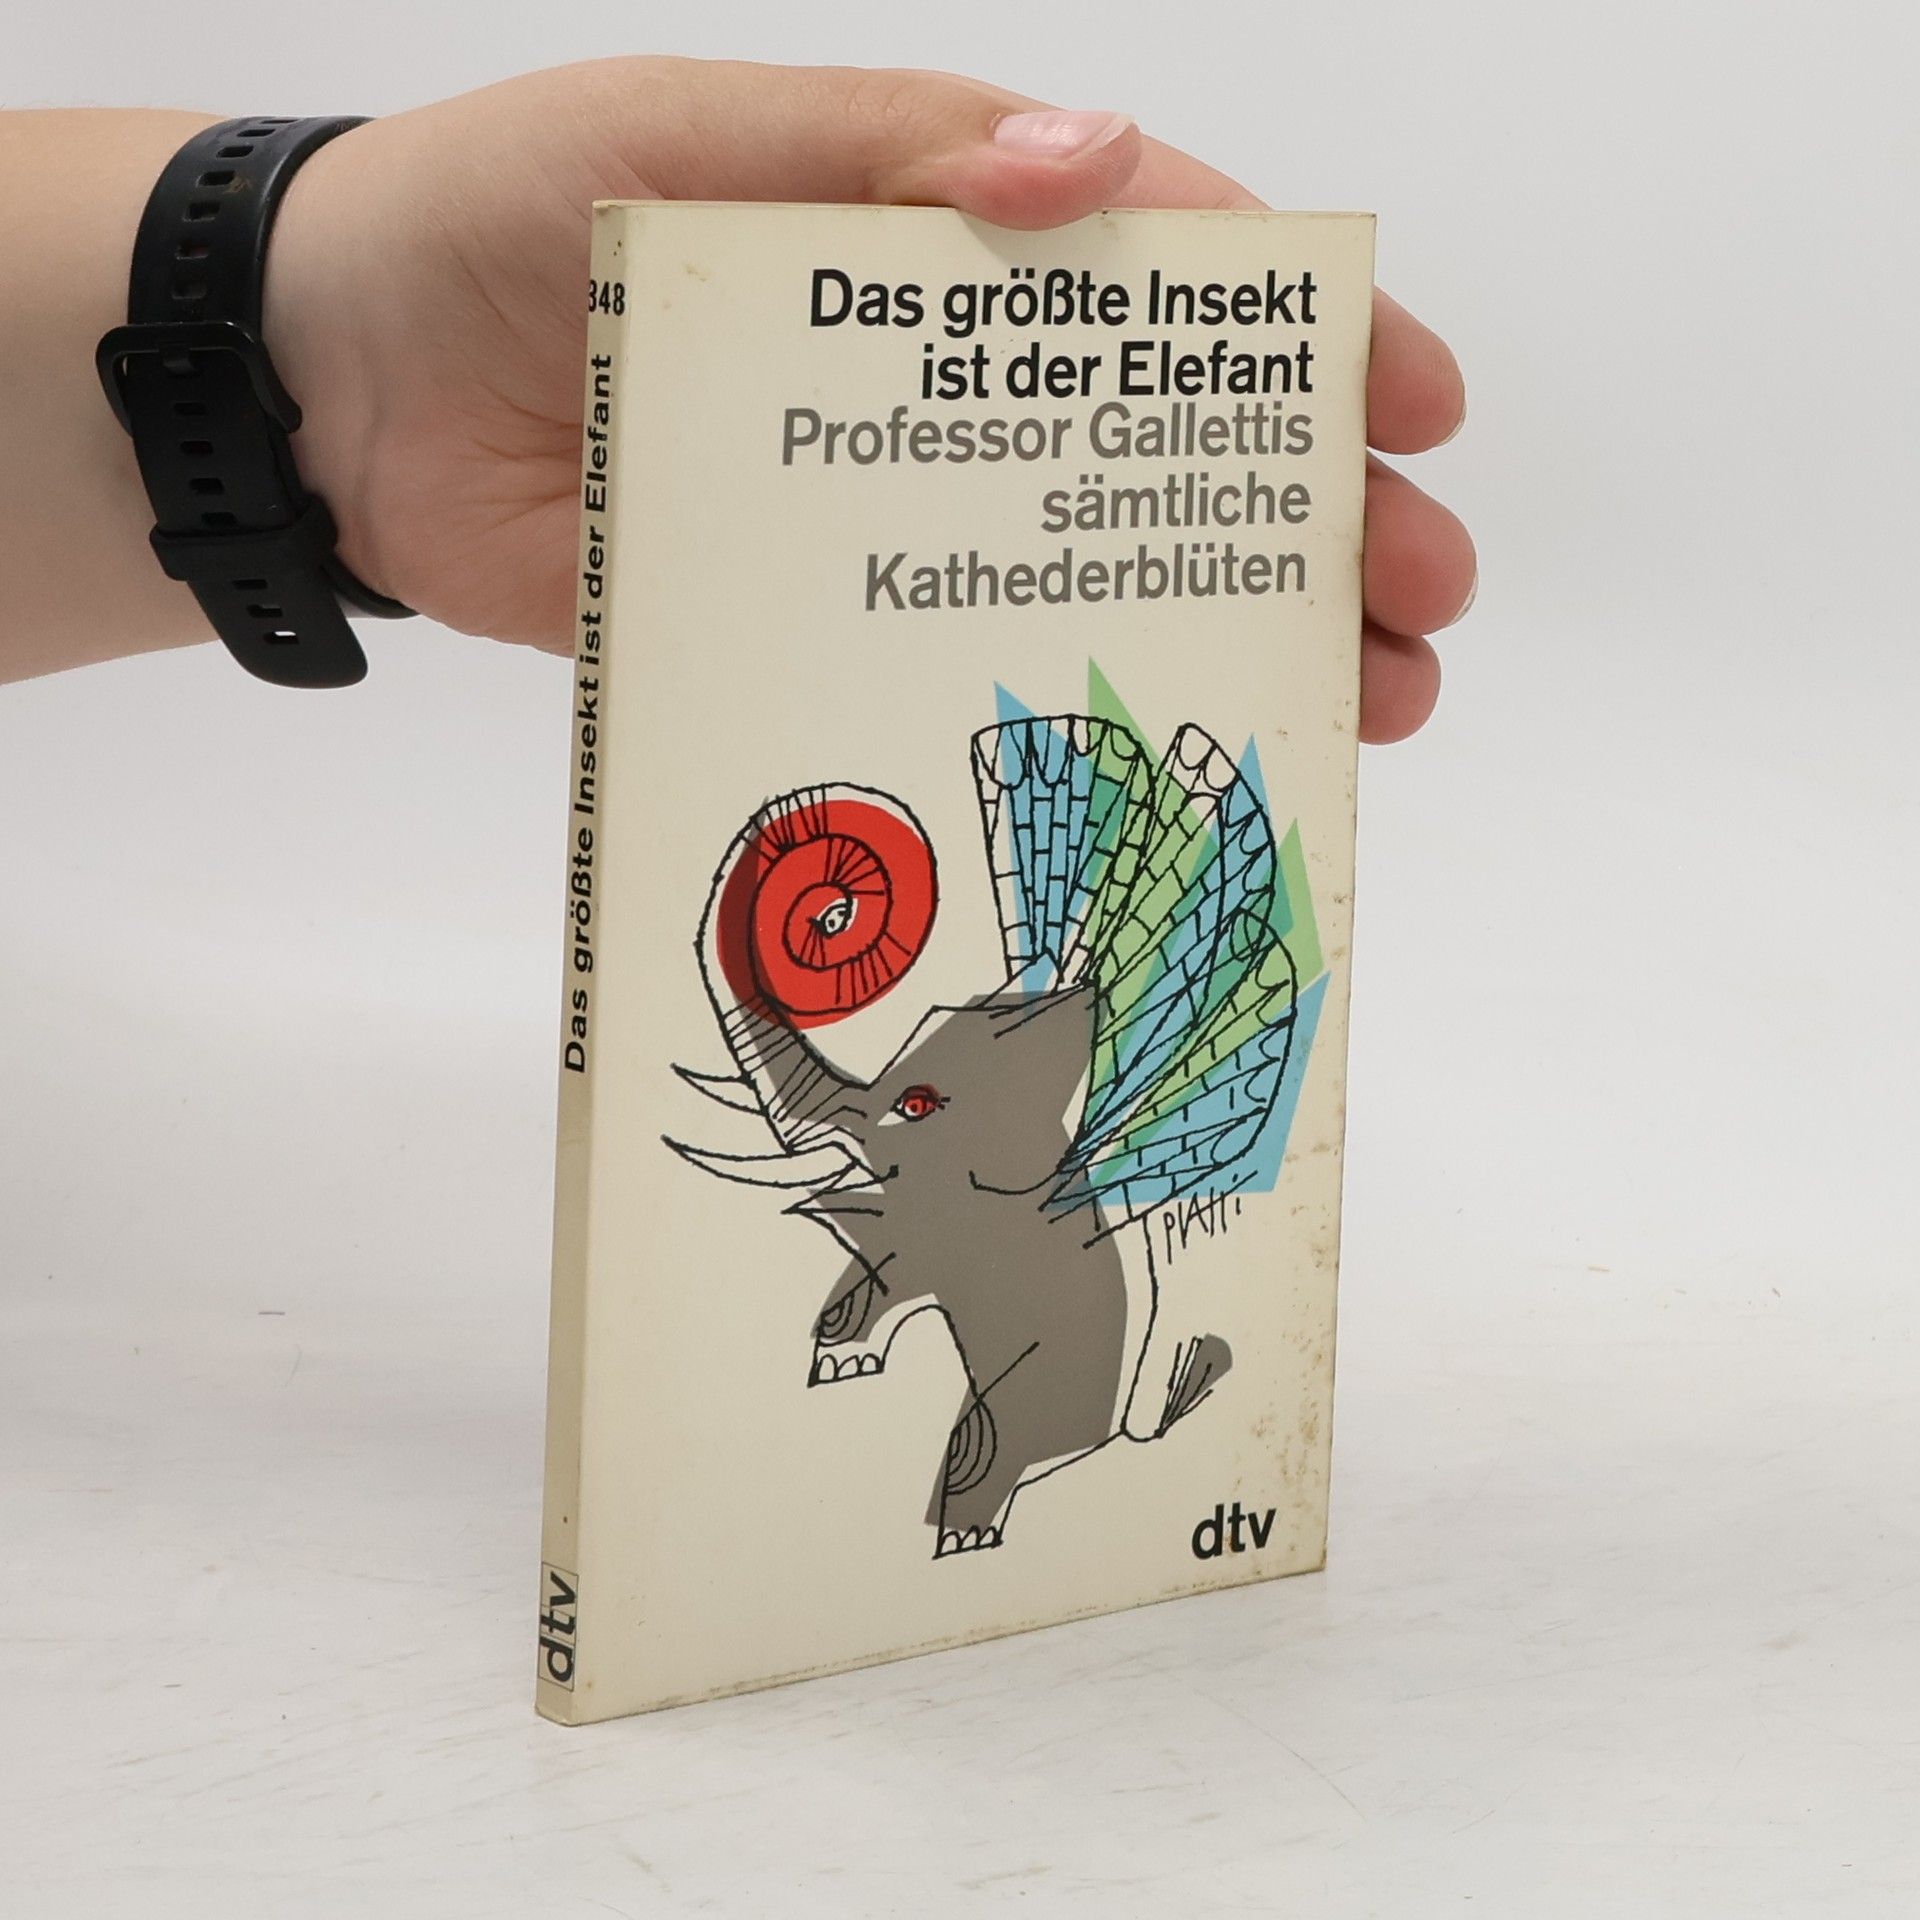 Das größte Insekt
ist der Elefant
Professor Gallettis
sämtliche
Kathederblüten
platti
dtv
348
Das größte Insekt ist der Elefant
dtv